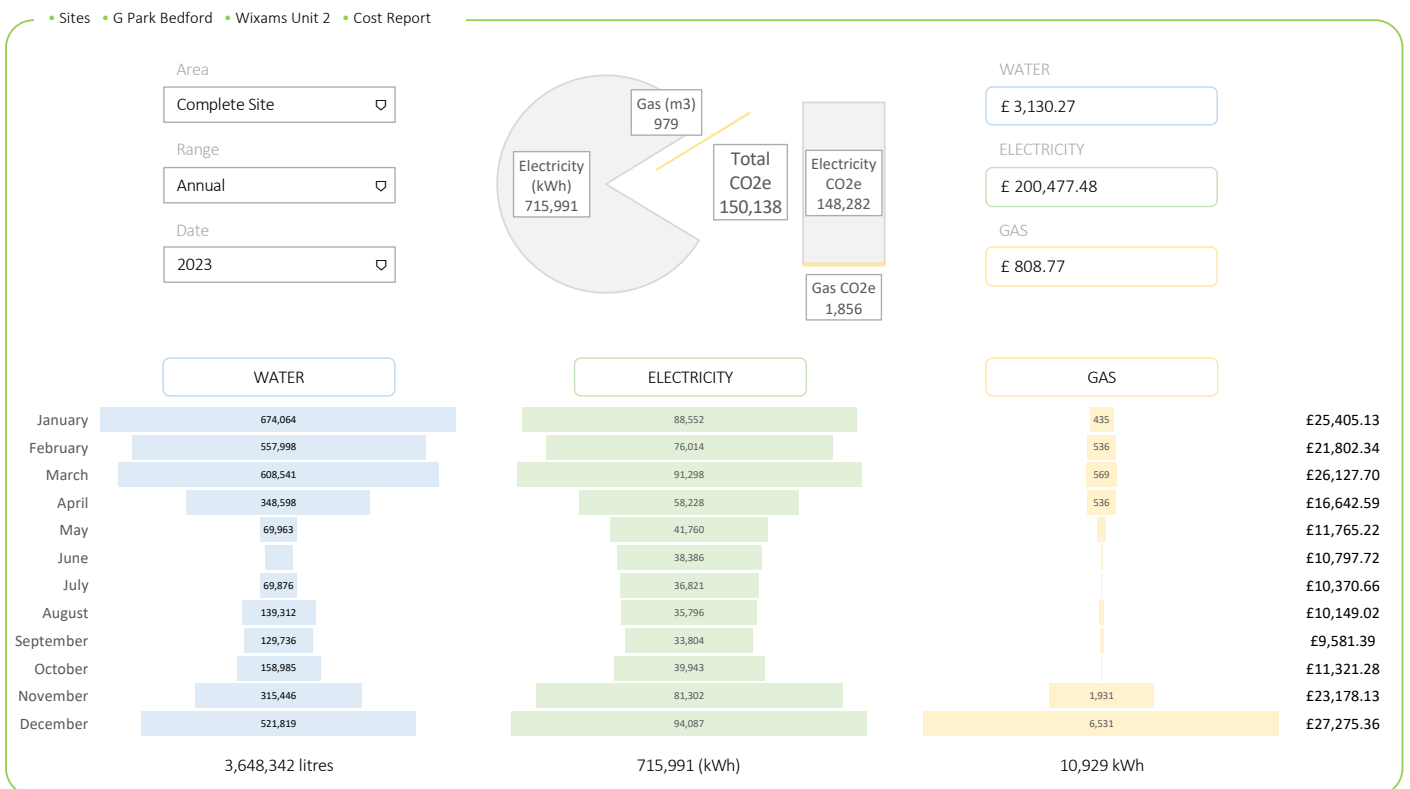 • Sites • G Park Bedford • Wixams Unit 2 • Cost Report
Area
Complete Site
Range
Annual
Date
2023
Gas (m3)
979
Electricity
(kWh)
715,991
Total
CO2e
150,138
Electricity
CO2e
148,282
Gas CO2e
1,856
WATER
£ 3,130.27
ELECTRICITY
£ 200,477.48
GAS
£ 808.77
WATER ELECTRICITY GAS
January 674,064 88,552 435 £25,405.13
February 557,998 76,014 536 £21,802.34
March 608,541 91,298 569 £26,127.70
April 348,598 58,228 536 £16,642.59
May 69,963 41,760 £11,765.22
June 38,386 £10,797.72
July 69,876 36,821 £10,370.66
August 139,312 35,796 £10,149.02
September 129,736 33,804 £9,581.39
October 158,985 39,943 £11,321.28
November 315,446 81,302 1,931 £23,178.13
December 521,819 94,087 6,531 £27,275.36
3,648,342 litres 715,991 (kWh) 10,929 kWh